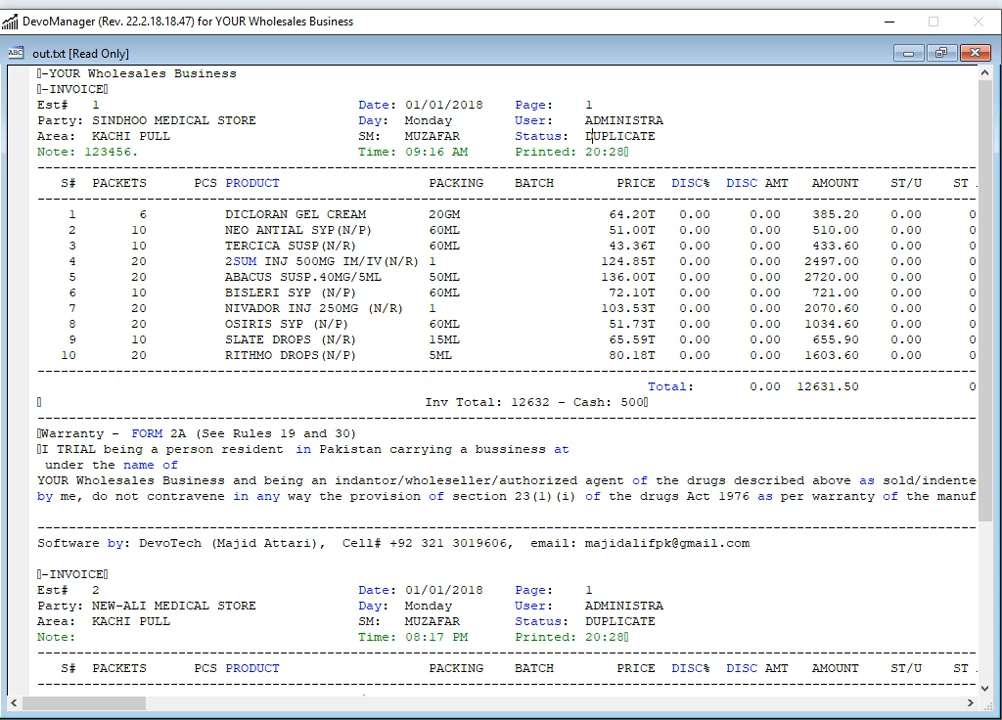 DevoManager (Rev. 22.2.18.18.47) for YOUR Wholesales Business
ABC out.txt [Read Only]
-YOUR Wholesales Business
-INVOICE
Est# 1 Date: 01/01/2018 Page: 1
Party: SINDHOO MEDICAL STORE Day: Monday User: ADMINISTRA
Area: KACHI PULL SM: MUZAFAR Status: DUPLICATE
Note: 123456. Time: 09:16 AM Printed: 20:28
S# PACKETS PCS PRODUCT PACKING BATCH PRICE DISC% DISC AMT AMOUNT ST/U ST
1 6 DICLORAN GEL CREAM 20GM 64.20T 0.00 0.00 385.20 0.00 0
2 10 NEO ANTIAL SYP(N/P) 60ML 51.00T 0.00 0.00 510.00 0.00 0
3 10 TERCICA SUSP(N/R) 60ML 43.36T 0.00 0.00 433.60 0.00 0
4 20 2SUM INJ 500MG IM/IV(N/R) 1 124.85T 0.00 0.00 2497.00 0.00 0
5 20 ABACUS SUSP.40MG/5ML 50ML 136.00T 0.00 0.00 2720.00 0.00 0
6 10 BISLERI SYP (N/P) 60ML 72.10T 0.00 0.00 721.00 0.00 0
7 20 NIVADOR INJ 250MG (N/R) 1 103.53T 0.00 0.00 2070.60 0.00 0
8 20 OSIRIS SYP (N/P) 60ML 51.73T 0.00 0.00 1034.60 0.00 0
9 10 SLATE DROPS (N/R) 15ML 65.59T 0.00 0.00 655.90 0.00 0
10 20 RITHMO DROPS(N/P) 5ML 80.18T 0.00 0.00 1603.60 0.00 0
Total: 0.00 12631.50 0
Inv Total: 12632 - Cash: 500
Warranty - FORM 2A (See Rules 19 and 30)
I TRIAL being a person resident in Pakistan carrying a bussiness at
under the name of
YOUR Wholesales Business and being an indantor/wholeseller/authorized agent of the drugs described above as sold/indente
by me, do not contravene in any way the provision of section 23(1)(i) of the drugs Act 1976 as per warranty of the manuf
Software by: DevoTech (Majid Attari), Cell# +92 321 3019606, email: majidalifpk@gmail.com
-INVOICE
Est# 2 Date: 01/01/2018 Page: 1
Party: NEW-ALI MEDICAL STORE Day: Monday User: ADMINISTRA
Area: KACHI PULL SM: MUZAFAR Status: DUPLICATE
Note: Time: 08:17 PM Printed: 20:28
S# PACKETS PCS PRODUCT PACKING BATCH PRICE DISC% DISC AMT AMOUNT ST/U ST